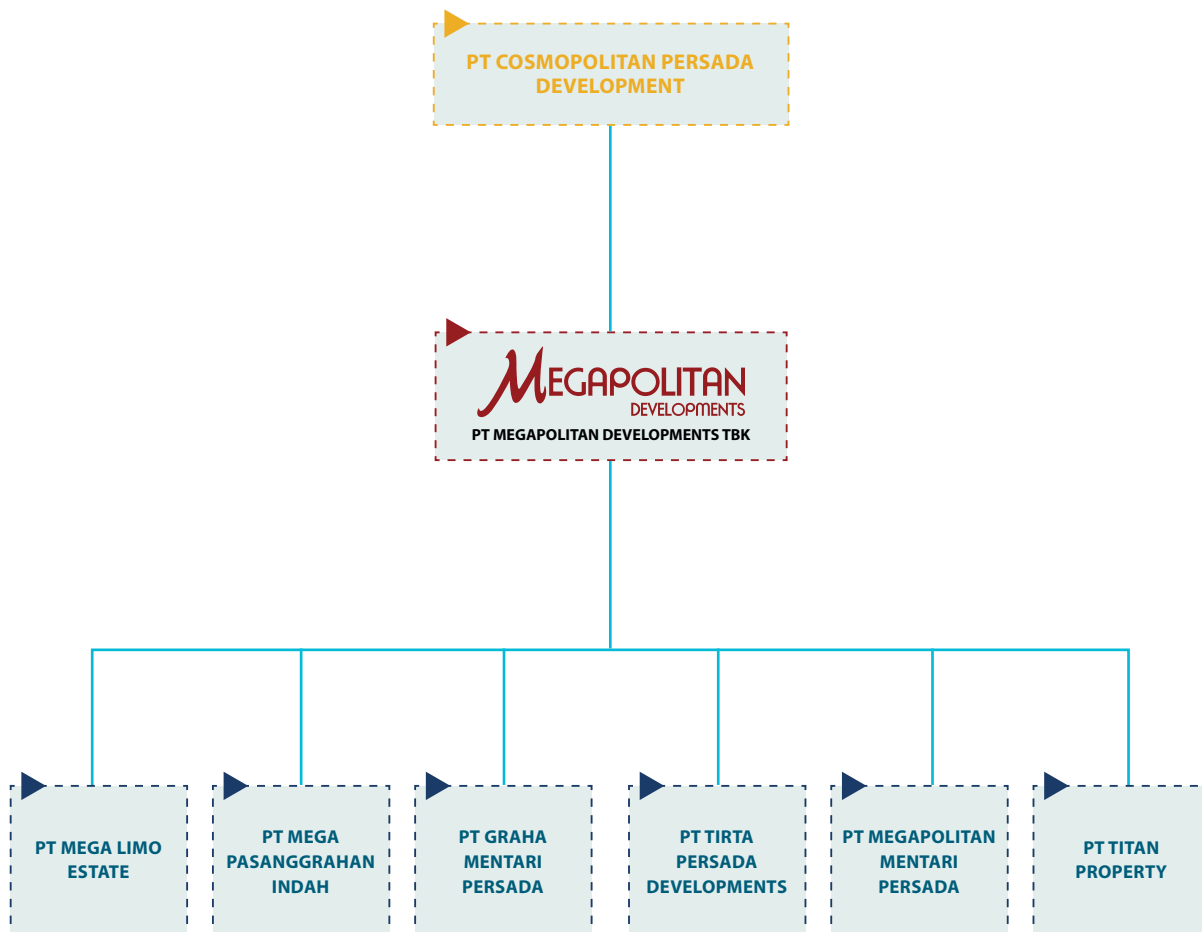 PT COSMOPOLITAN PERSADA
DEVELOPMENT
MEGAPOLITAN
DEVELOPMENTS
PT MEGAPOLITAN DEVELOPMENTS TBK
PT MEGA LIMO
ESTATE
PT MEGA
PASANGGRAHAN
INDAH
PT GRAHA
MENTARI
PERSADA
PT TIRTA
PERSADA
DEVELOPMENTS
PT MEGAPOLITAN
MENTARI
PERSADA
PT TITAN
PROPERTY